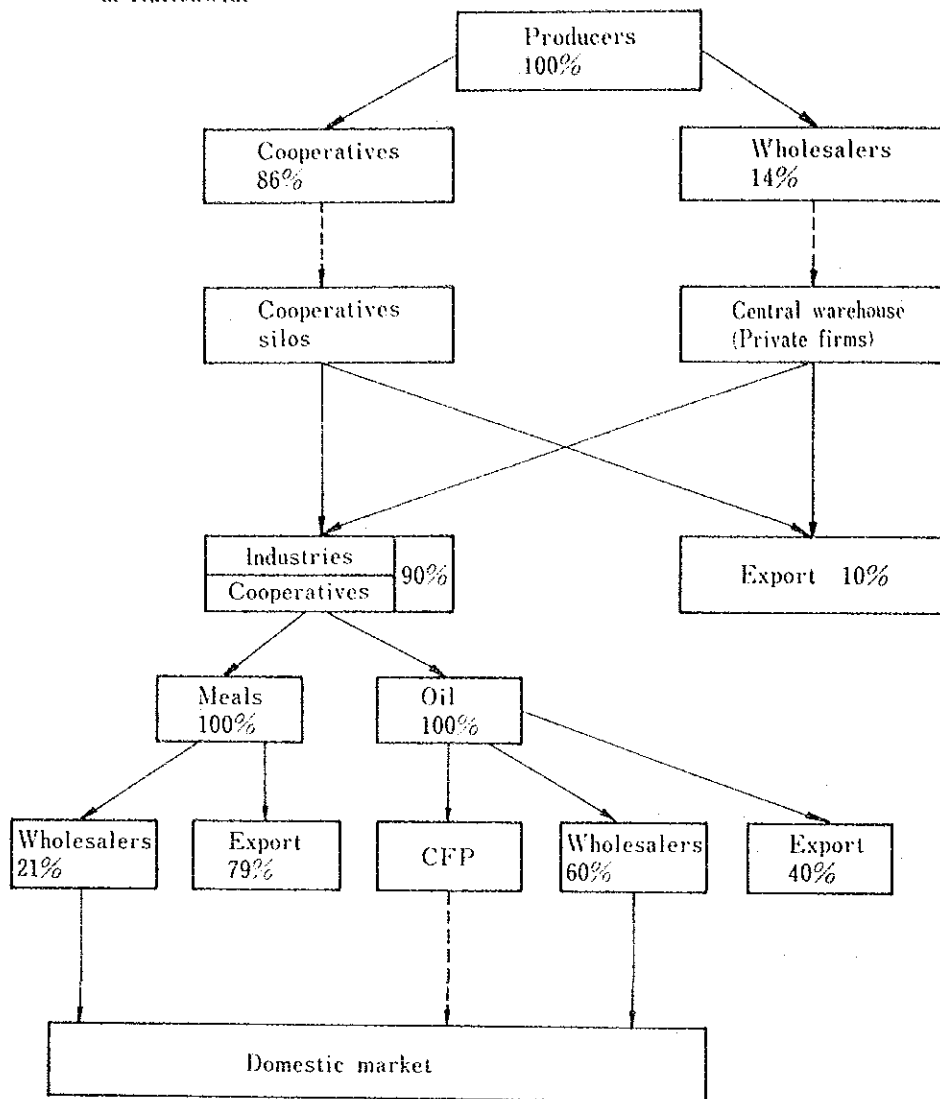 Producers
100%
Cooperatives
86%
Wholesalers
14%
Cooperatives
silos
Central warehouse
(Private firms)
Industries
Cooperatives
90%
Export 10%
Meals
100%
Oil
100%
Wholesalers
21%
Export
79%
CFP
Wholesalers
60%
Export
40%
Domestic market